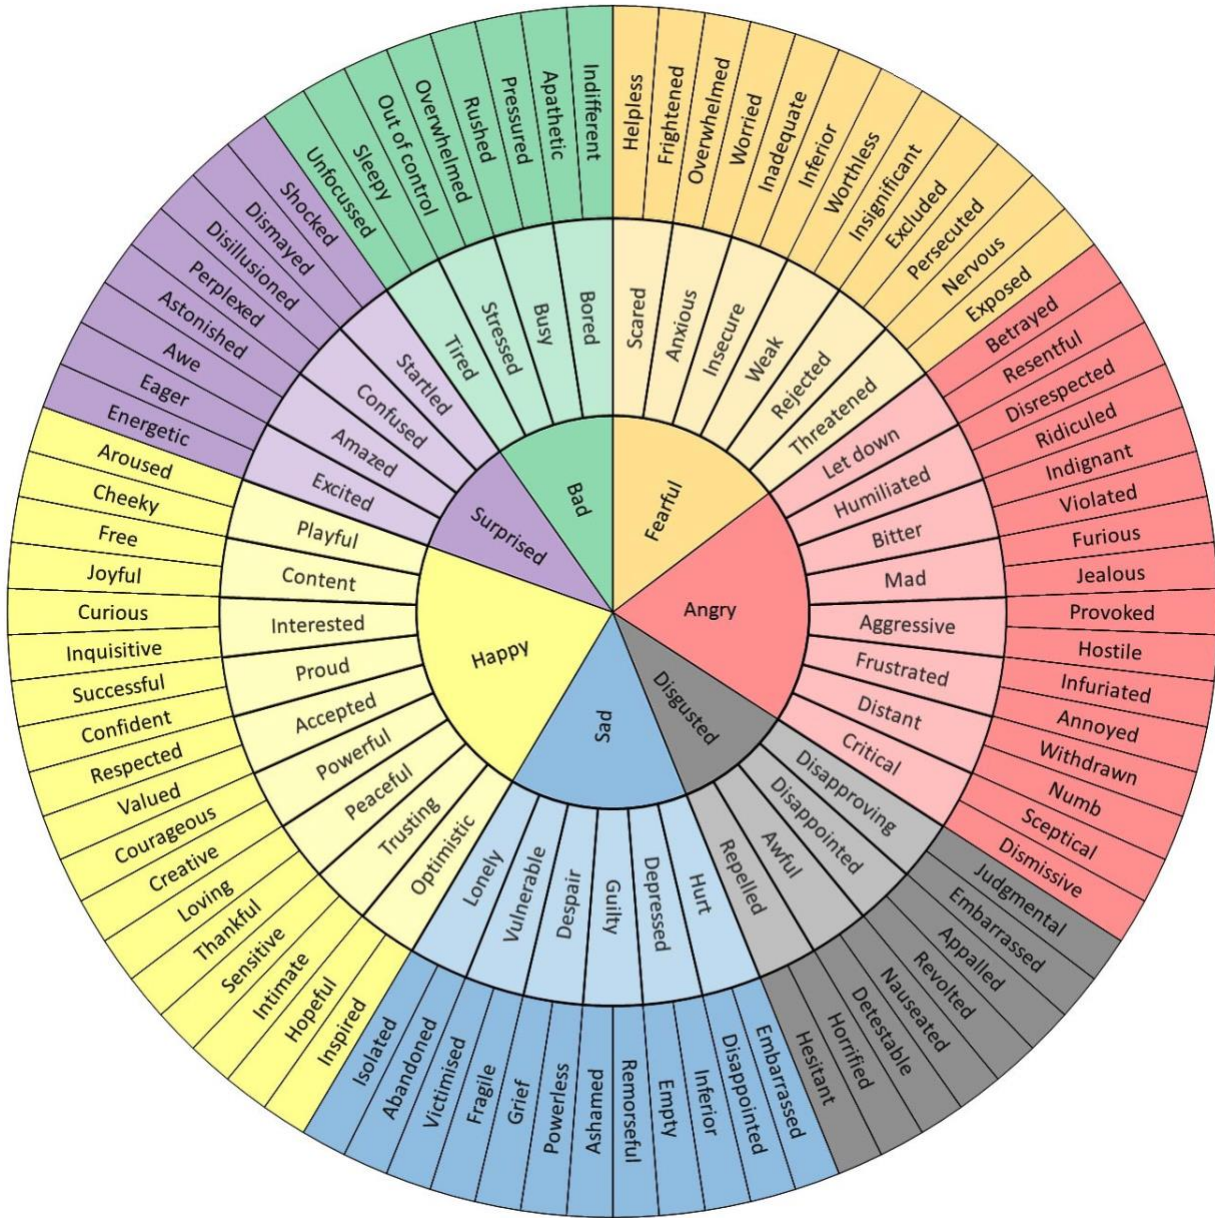 Fearful
Angry
Disgusted
Sad
Happy
Surprised
Bad
Scared
Anxious
Insecure
Weak
Rejected
Threatened
Let down
Humiliated
Bitter
Mad
Aggressive
Frustrated
Distant
Critical
Disapproving
Disappointed
Awful
Repelled
Hurt
Depressed
Guilty
Despair
Vulnerable
Lonely
Optimistic
Trusting
Peaceful
Powerful
Accepted
Proud
Interested
Content
Playful
Excited
Amazed
Confused
Startled
Tired
Stressed
Busy
Bored
Helpless
Frightened
Overwhelmed
Worried
Inadequate
Inferior
Worthless
Insignificant
Excluded
Persecuted
Nervous
Exposed
Betrayed
Resentful
Disrespected
Ridiculed
Indignant
Violated
Furious
Jealous
Provoked
Hostile
Infuriated
Annoyed
Withdrawn
Numb
Sceptical
Dismissive
Judgmental
Embarrassed
Appalled
Revolted
Nauseated
Detestable
Horrified
Hesitant
Embarrassed
Disappointed
Inferior
Empty
Remorseful
Ashamed
Powerless
Grief
Fragile
Victimised
Abandoned
Isolated
Inspired
Hopeful
Intimate
Sensitive
Thankful
Loving
Creative
Courageous
Valued
Respected
Confident
Successful
Inquisitive
Curious
Joyful
Free
Cheeky
Aroused
Energetic
Eager
Awe
Astonished
Perplexed
Disillusioned
Dismayed
Shocked
Unfocussed
Sleepy
Out of control
Overwhelmed
Rushed
Pressured
Apathetic
Indifferent